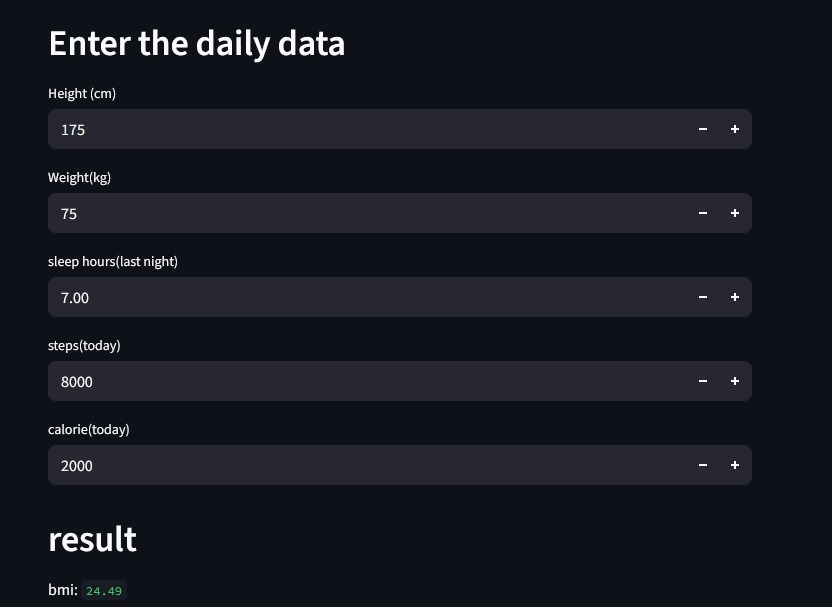 Enter the daily data
Height (cm)
175
Weight(kg)
75
sleep hours(last night)
7.00
steps(today)
8000
calorie(today)
2000
result
bmi: 24.49